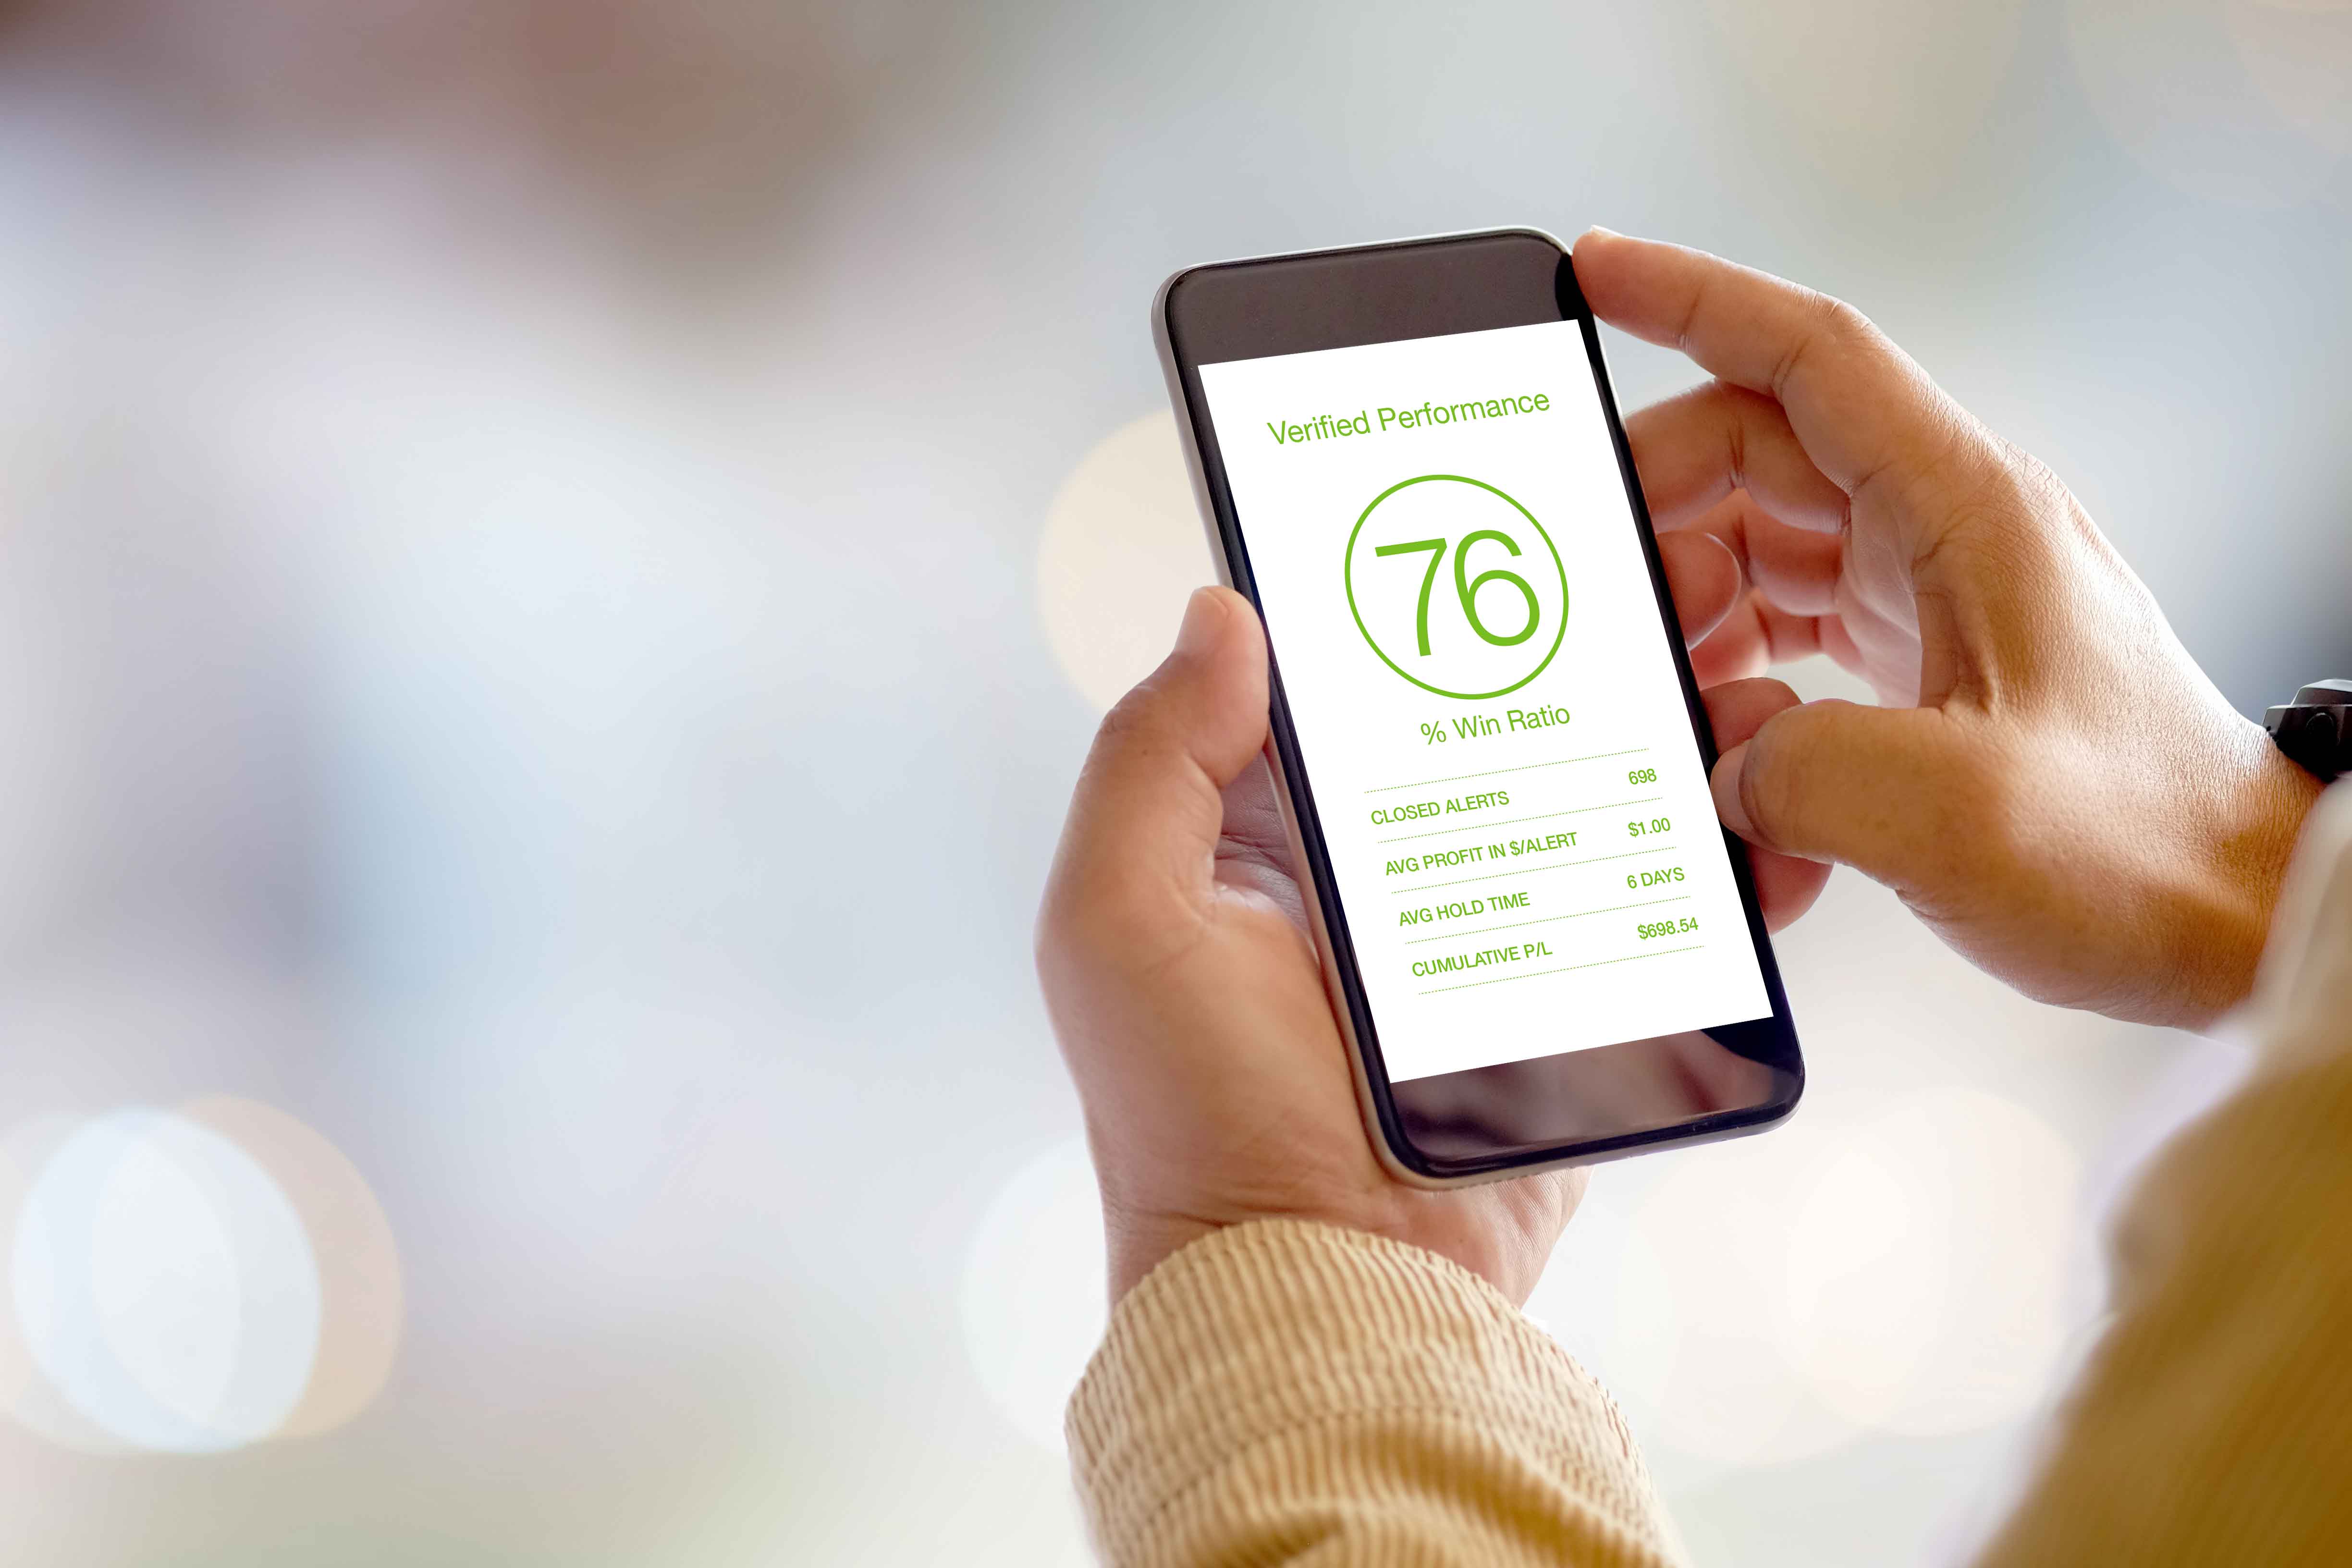 Verified Performance
76
% Win Ratio
CLOSED ALERTS 698
AVG PROFIT IN $/ALERT $1.00
AVG HOLD TIME 6 DAYS
CUMULATIVE P/L $698.54